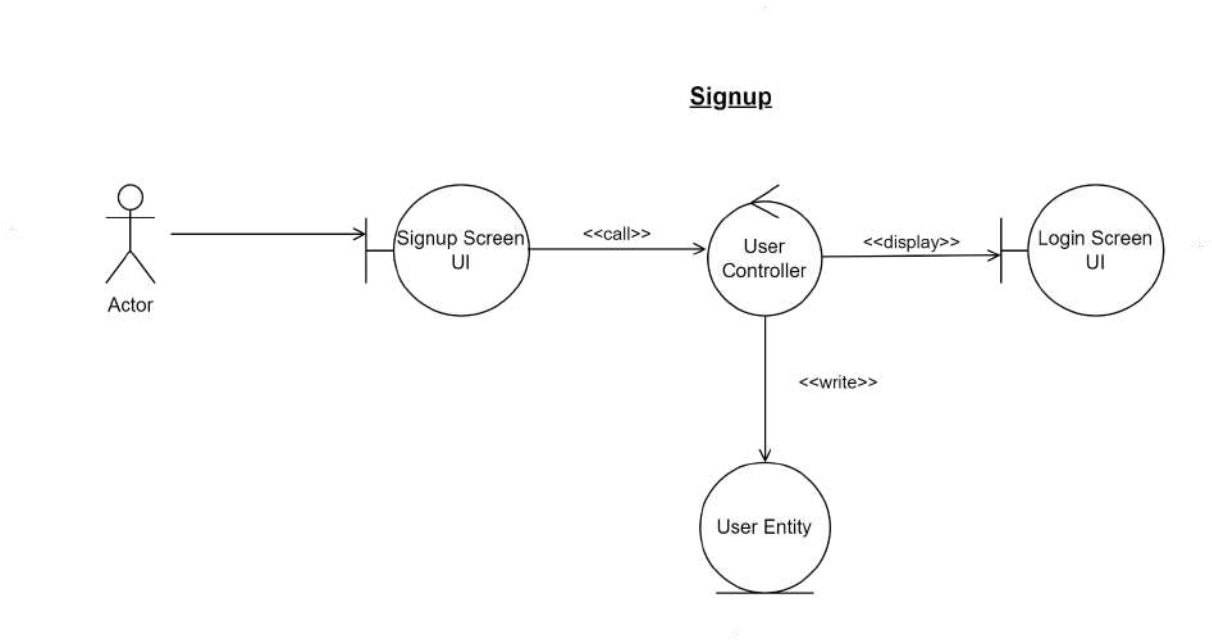 Signup
Actor
Signup Screen
UI
<<call>>
User
Controller
<<display>>
Login Screen
UI
<<write>>
User Entity